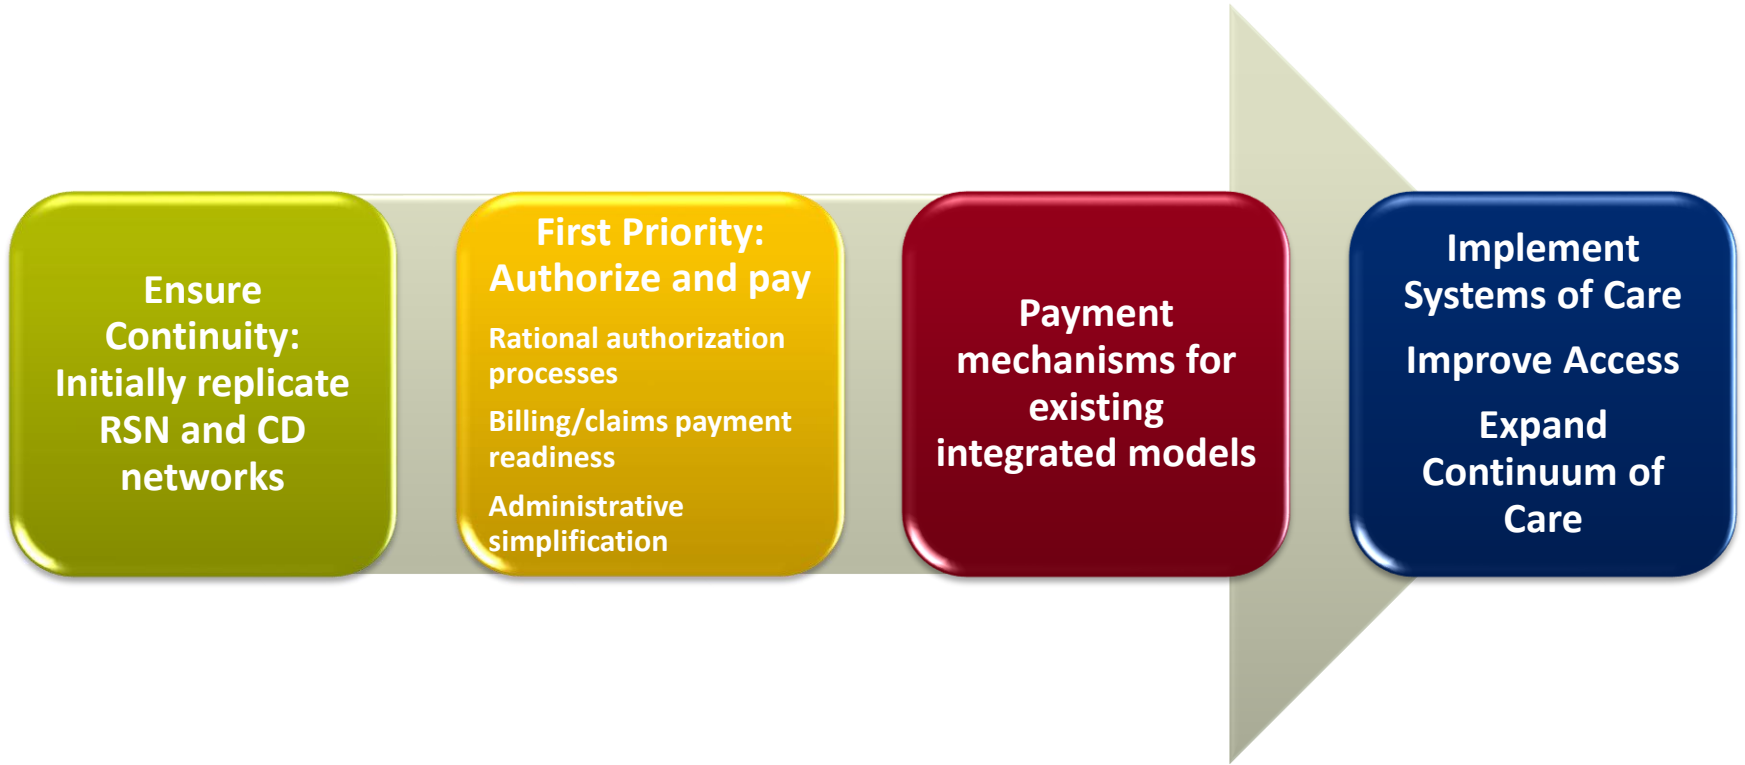 Ensure
Continuity:
Initially replicate
RSN and CD
networks
First Priority:
Authorize and pay
Rational authorization
processes
Billing/claims payment
readiness
Administrative
simplification
Payment
mechanisms for
existing
integrated models
Implement
Systems of Care
Improve Access
Expand
Continuum of
Care